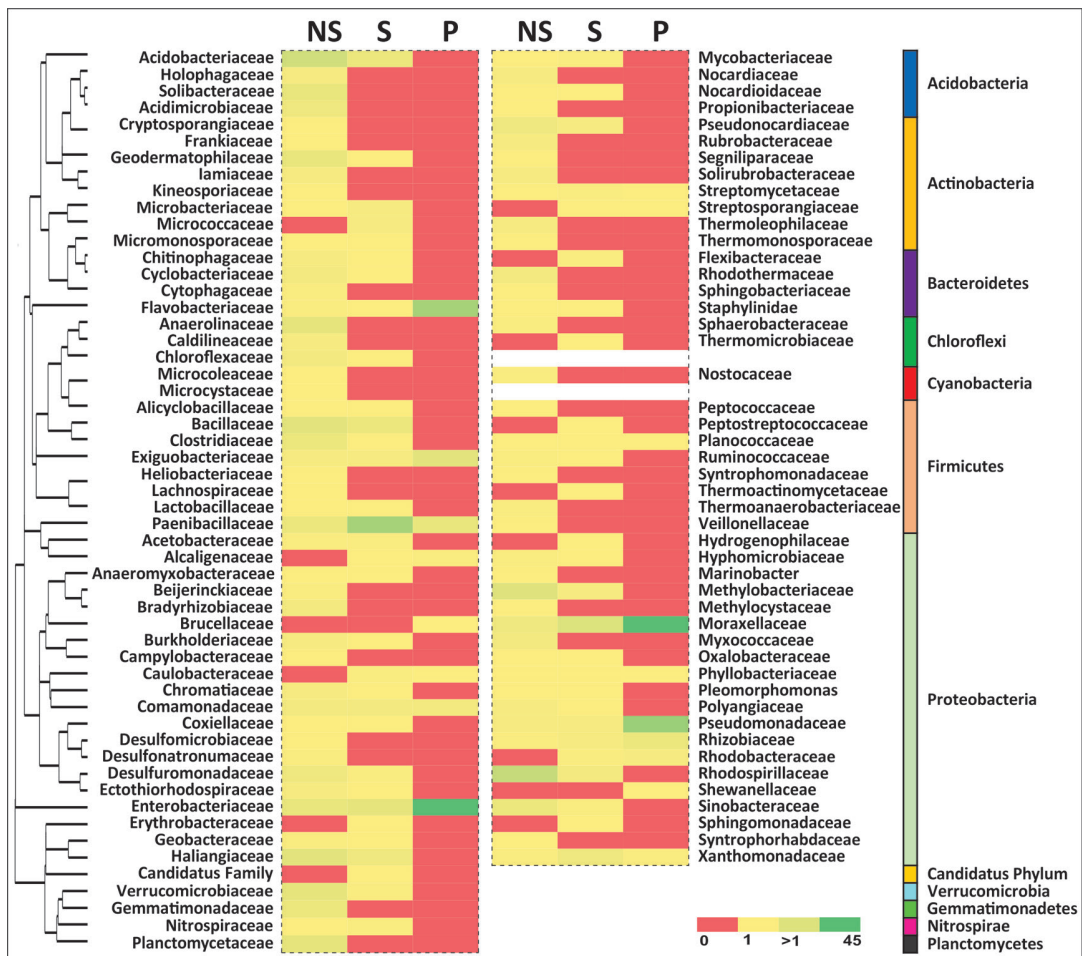 NS S P NS S P
Acidobacteriaceae Mycobacteriaceae
Holophagaceae Nocardiaceae
Solibacteraceae Nocardioidaceae Acidobacteria
Acidimicrobiaceae Propionibacteriaceae
Cryptosporangiaceae Pseudonocardiaceae
Frankiaceae Rubrobacteraceae
Geodermatophilaceae Segniliparaceae
Iamiaceae Solirubrobacteraceae Actinobacteria
Kineosporiaceae Streptomycetaceae
Microbacteriaceae Streptosporangiaceae
Micrococcaceae Thermoleophilaceae
Micromonosporaceae Thermomonosporaceae
Chitinophagaceae Flexibacteraceae
Cyclobacteriaceae Rhodothermaceae Bacteroidetes
Cytophagaceae Sphingobacteriaceae
Flavobacteriaceae Staphylinidae
Anaerolinaceae Sphaerobacteraceae
Caldilineaceae Thermomicrobiaceae Chloroflexi
Chloroflexaceae
Microcoleaceae Nostocaceae Cyanobacteria
Microcystaceae
Alicyclobacillaceae Peptococcaceae
Bacillaceae Peptostreptococcaceae
Clostridiaceae Planococcaceae
Exiguobacteriaceae Ruminococcaceae Firmicutes
Heliobacteriaceae Syntrophomonadaceae
Lachnospiraceae Thermoactinomycetaceae
Lactobacillaceae Thermoanaerobacteriaceae
Paenibacillaceae Veillonellaceae
Acetobacteraceae Hydrogenophilaceae
Alcaligenaceae Hyphomicrobiaceae
Anaeromyxobacteraceae Marinobacter
Beijerinckiaceae Methylobacteriaceae
Bradyrhizobiaceae Methylocystaceae
Brucellaceae Moraxellaceae
Burkholderiaceae Myxococcaceae
Campylobacteraceae Oxalobacteraceae
Caulobacteraceae Phyllobacteriaceae
Chromatiaceae Pleomorphomonas Proteobacteria
Comamonadaceae Polyangiaceae
Coxiellaceae Pseudomonadaceae
Desulfomicrobiaceae Rhizobiaceae
Desulfonatronumaceae Rhodobacteraceae
Desulfuromonadaceae Rhodospirillaceae
Ectothiorhodospiraceae Shewanellaceae
Enterobacteriaceae Sinobacteraceae
Erythrobacteraceae Sphingomonadaceae
Geobacteraceae Syntrophorhabdaceae
Haliangiaceae Xanthomonadaceae
Candidatus Family Candidatus Phylum
Verrucomicrobiaceae Verrucomicrobia
Gemmatimonadaceae Gemmatimonadetes
Nitrospiraceae Nitrospirae
Planctomycetaceae 0 1 >1 45 Planctomycetes